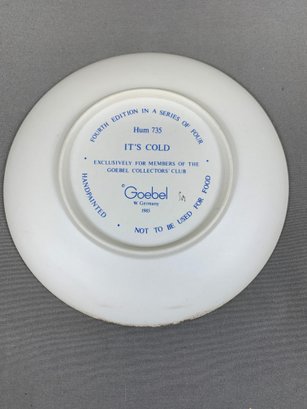 FOURTH EDITION IN A SERIES OF FOUR
Hum 735
IT'S COLD
EXCLUSIVELY FOR MEMBERS OF THE
GOEBEL COLLECTORS' CLUB
©Goebel
W. Germany
HANDPAINTED • NOT TO BE USED FOR FOOD